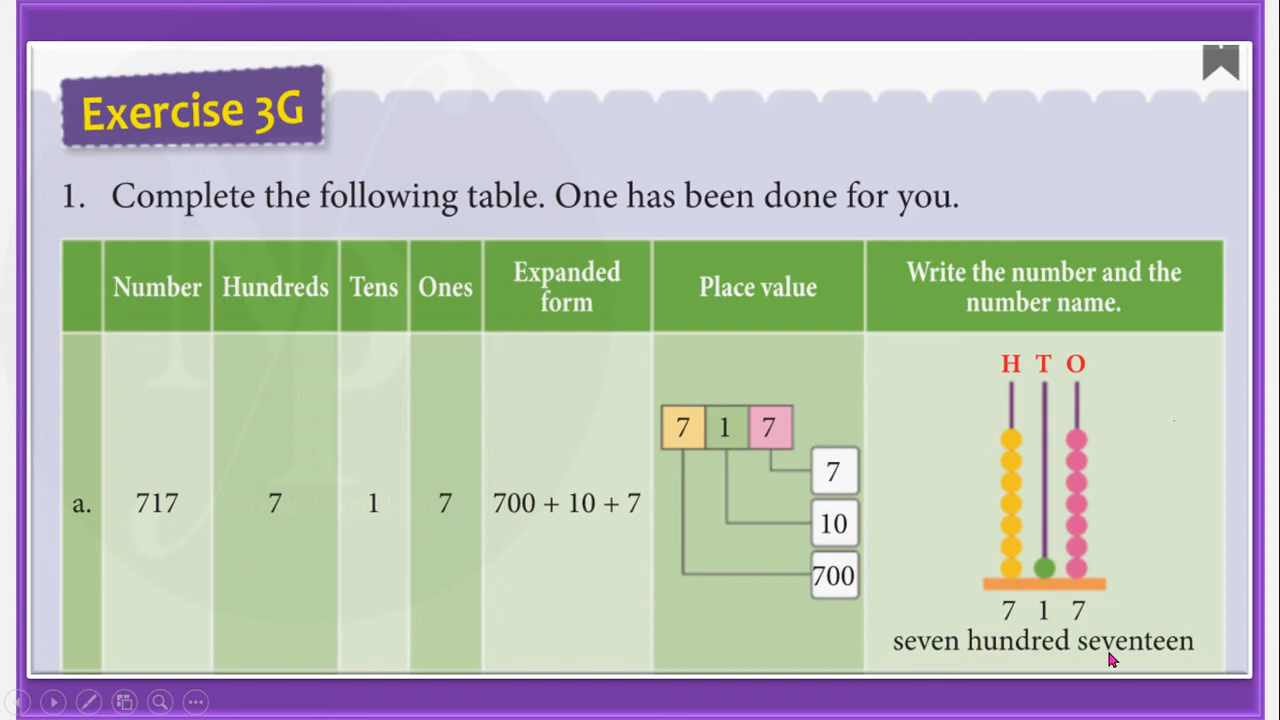 Exercise 3G
1. Complete the following table. One has been done for you.
Number Hundreds Tens Ones Expanded form Place value Write the number and the number name.
H T O
7 1 7
7
a. 717 7 1 7 700 + 10 + 7
10
700
7 1 7
seven hundred seventeen